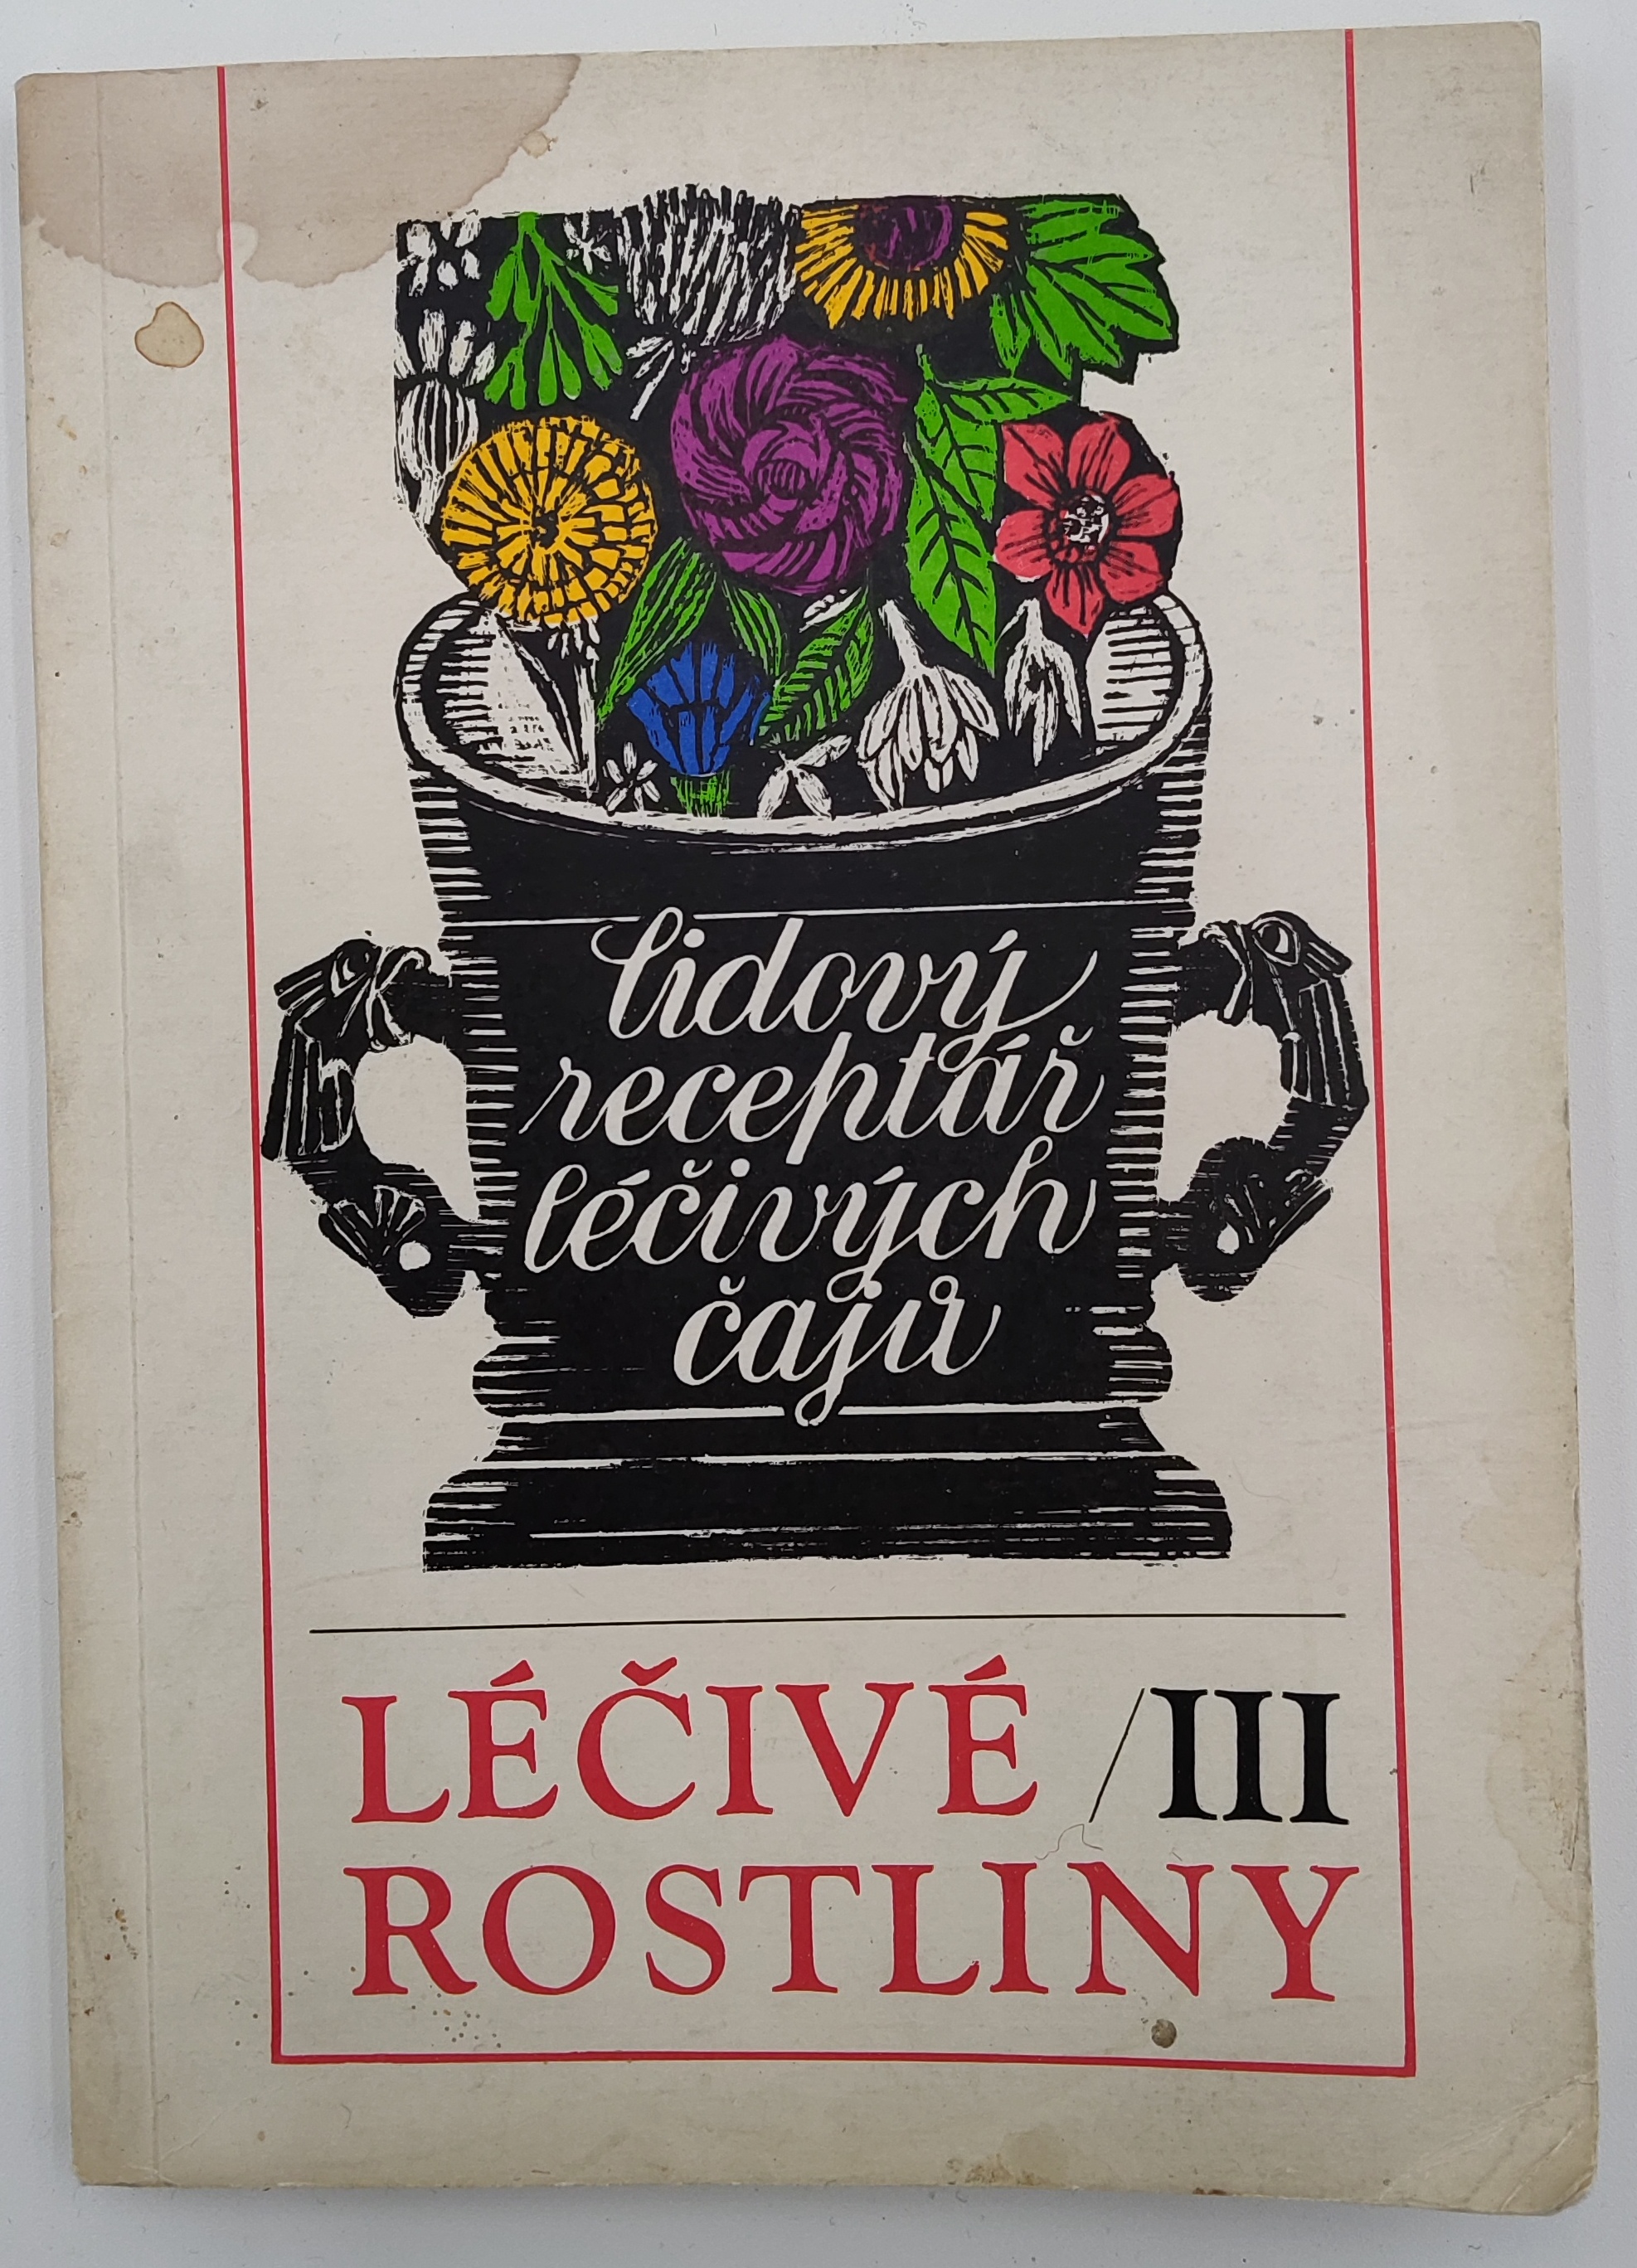 lidový
receptář
léčivých
čajů
LÉČIVÉ /III
ROSTLINY